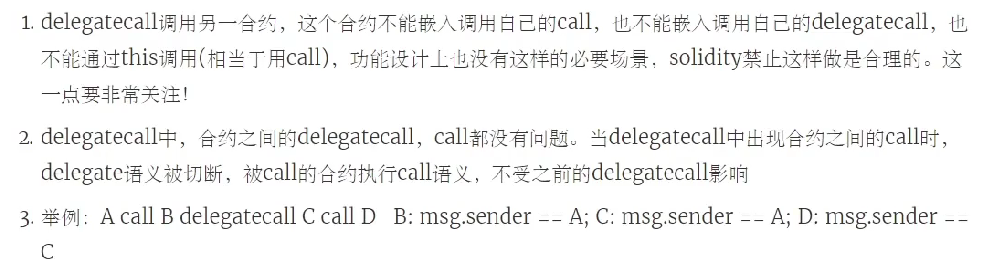 1. delegatecall调用另一合约，这个合约不能嵌入调用自己的call，也不能嵌入调用自己的delegatecall，也
不能通过this调用(相当于用call)，功能设计上也没有这样的必要场景，solidity禁止这样做是合理的。这
一点要非常关注!
2. delegatecall中，合约之间的delegatecall，call都没有问题。当delegatecall中出现合约之间的call时，
delegate语义被切断，被call的合约执行call语义，不受之前的delegatecall影响
3. 举例：A call B delegatecall C call D B: msg.sender == A; C: msg.sender == A; D: msg.sender ==
C